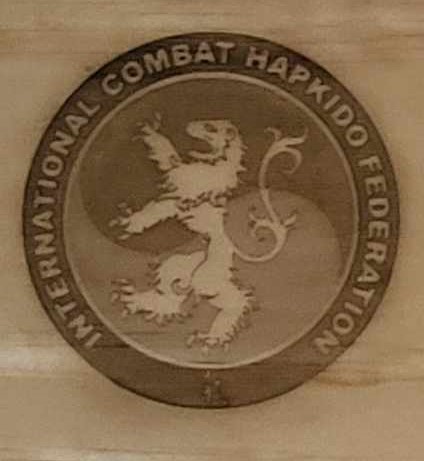 INTERNATIONAL COMBAT HAPKIDO FEDERATION